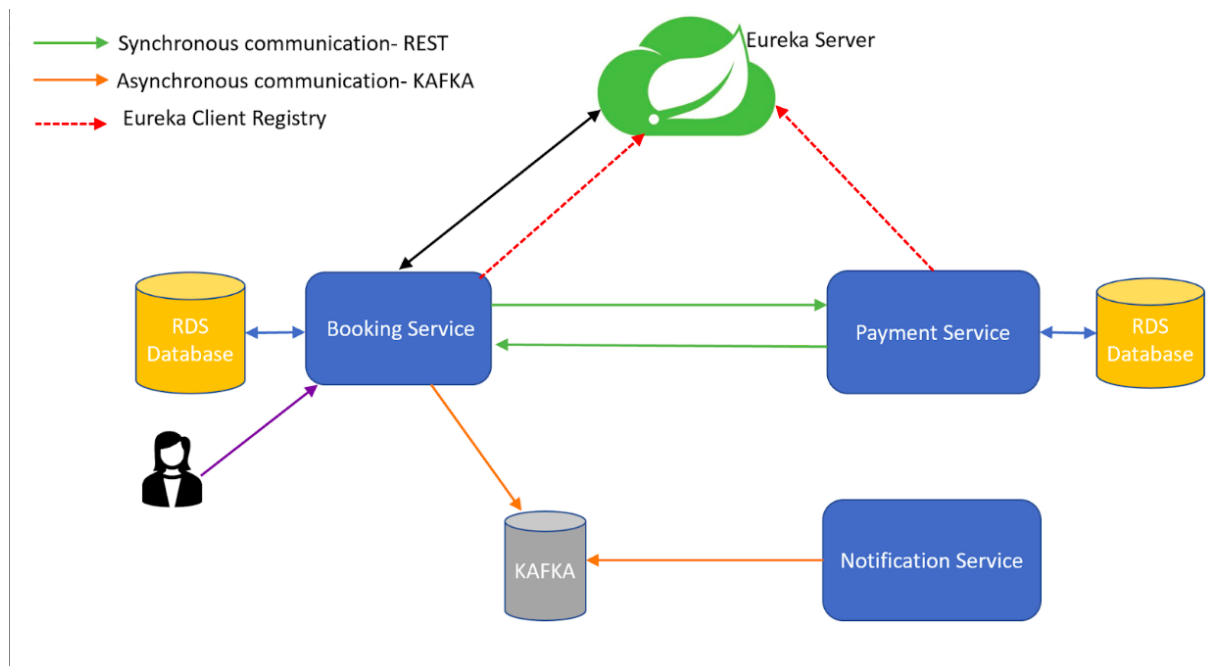 Synchronous communication- REST
Asynchronous communication- KAFKA
Eureka Client Registry
Eureka Server
RDS
Database
Booking Service
Payment Service
RDS
Database
KAFKA
Notification Service